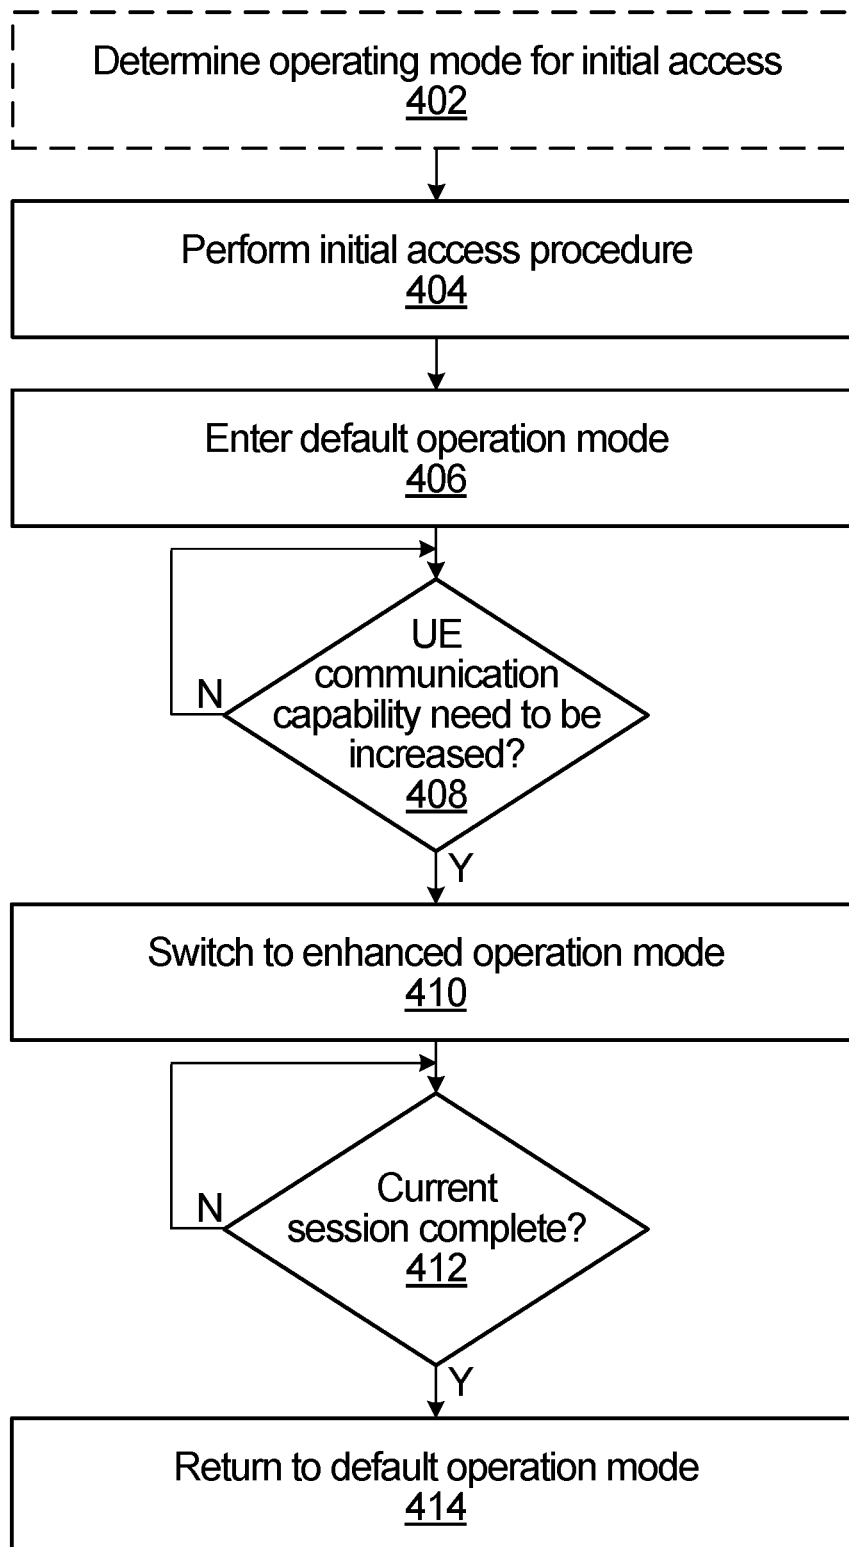 Determine operating mode for initial access
402
Perform initial access procedure
404
Enter default operation mode
406
UE
communication
capability need to be
increased?
408
N
Y
Switch to enhanced operation mode
410
Current
session complete?
412
N
Y
Return to default operation mode
414